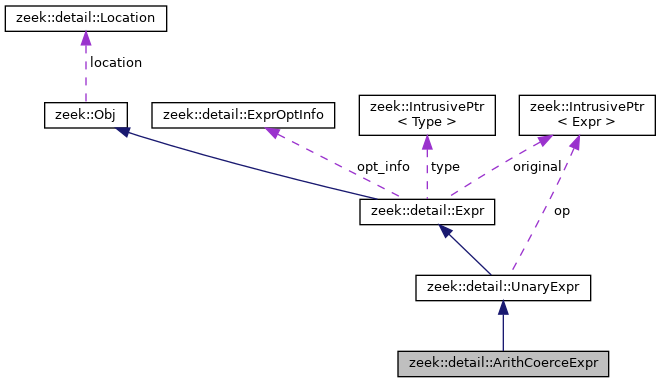 zeek::detail::Location
location
zeek::Obj
zeek::detail::ExprOptInfo
zeek::IntrusivePtr
< Type >
zeek::IntrusivePtr
< Expr >
opt_info
type
original
zeek::detail::Expr
op
zeek::detail::UnaryExpr
zeek::detail::ArithCoerceExpr